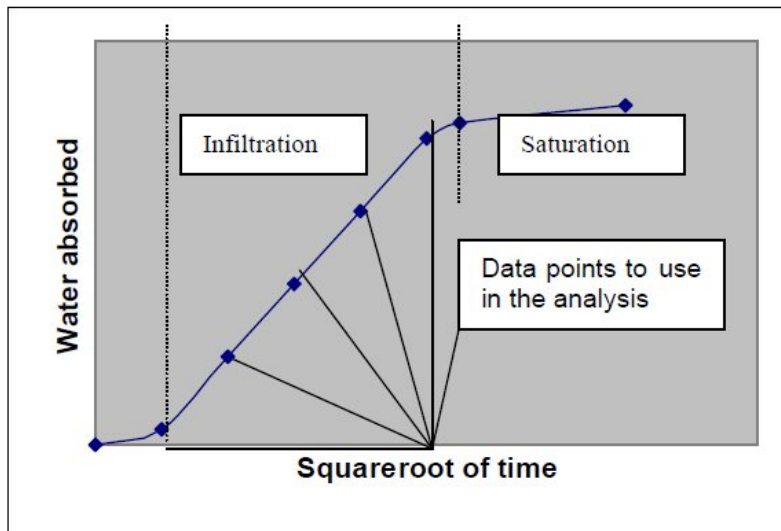 Infiltration
Saturation
Data points to use
in the analysis
Water absorbed
Squareroot of time